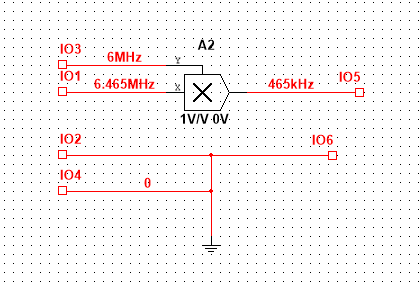 A2
IO3
6MHz
Y
IO1
6.465MHz
X
465kHz
IO5
1V/V 0V
IO2
IO6
IO4
0